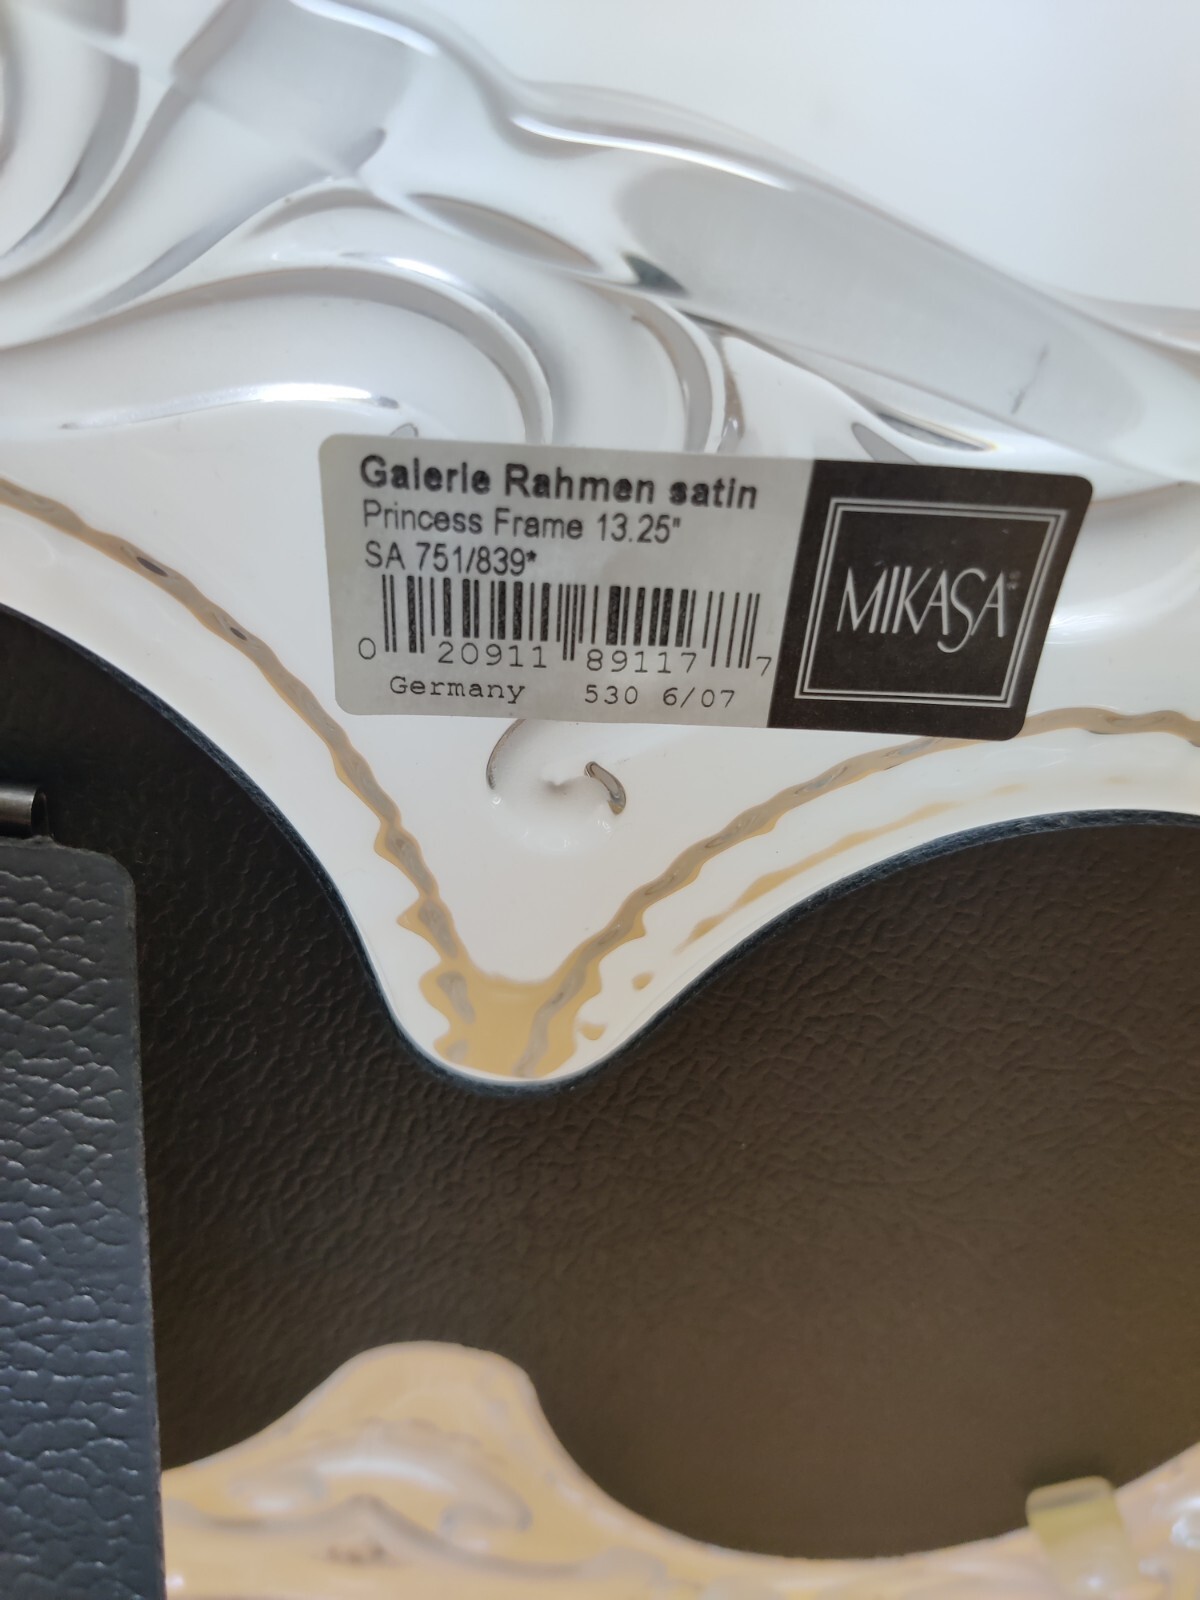 Galerie Rahmen satin
Princess Frame 13.25"
SA 751/839*
0 20911 89117 7
Germany 530 6/07
MIKASA